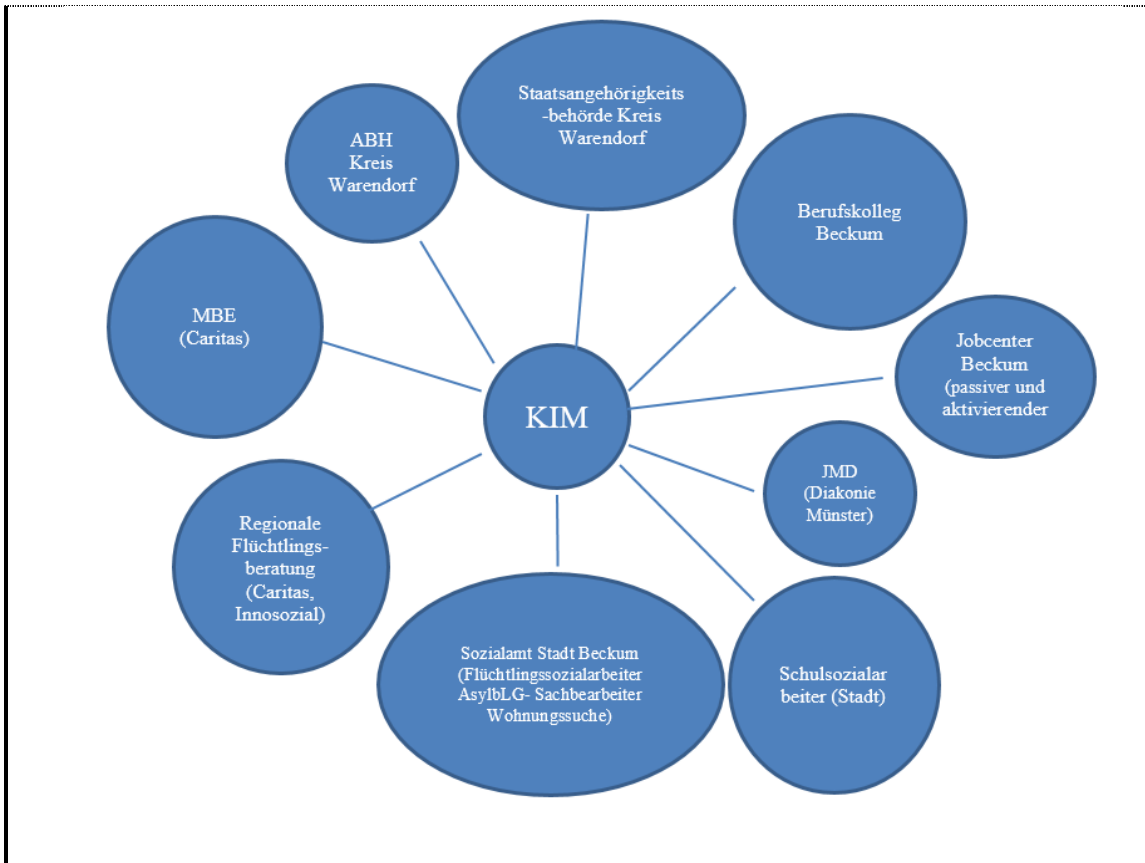 Staatsangehörigkeits
-behörde Kreis
Warendorf
ABH
Kreis
Warendorf
Berufskolleg
Beckum
MBE
(Caritas)
Jobcenter
Beckum
(passiver und
aktivierender
KIM
JMD
(Diakonie
Münster)
Regionale
Flüchtlings-
beratung
(Caritas,
Innosozial)
Sozialamt Stadt Beckum
(Flüchtlingssozialarbeiter
AsylbLG- Sachbearbeiter
Wohnungssuche)
Schulsozialar
beiter (Stadt)